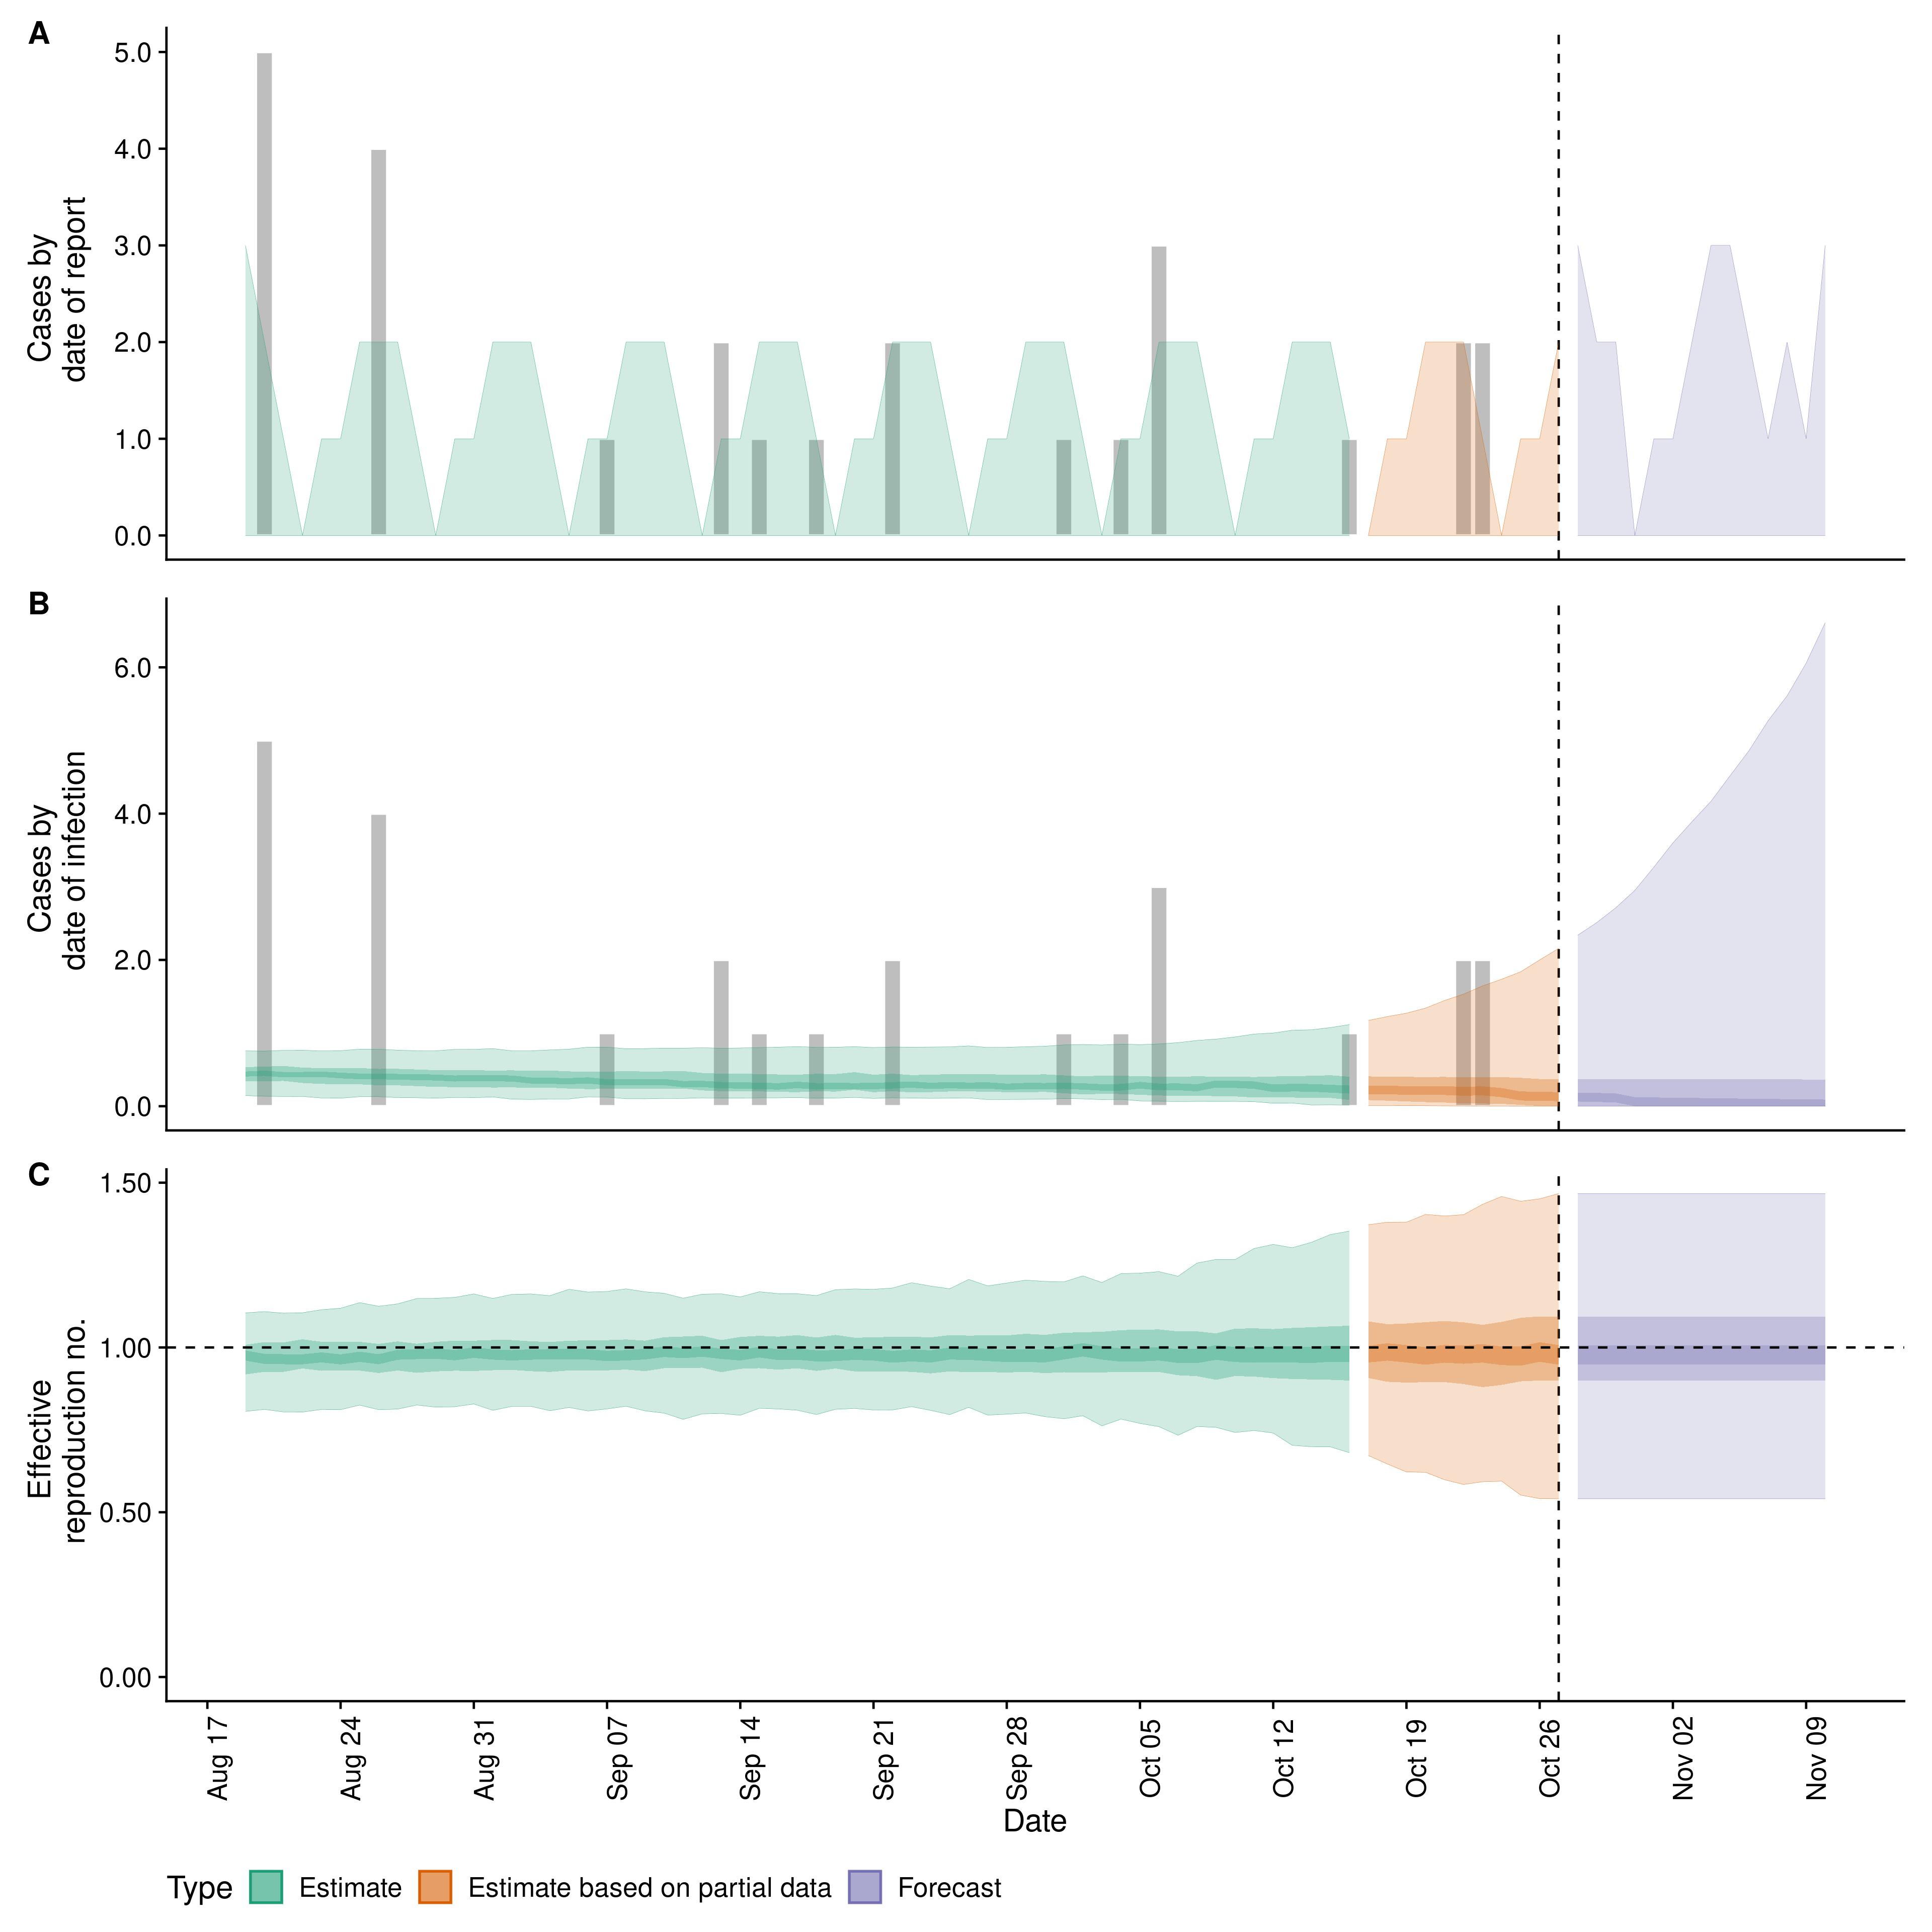 A
Cases by
date of report
5.0
4.0
3.0
2.0
1.0
0.0
B
Cases by
date of infection
6.0
4.0
2.0
0.0
C
Effective
reproduction no.
1.50
1.00
0.50
0.00
Aug 17
Aug 24
Aug 31
Sep 07
Sep 14
Sep 21
Sep 28
Oct 05
Oct 12
Oct 19
Oct 26
Nov 02
Nov 09
Date
Type Estimate Estimate based on partial data Forecast